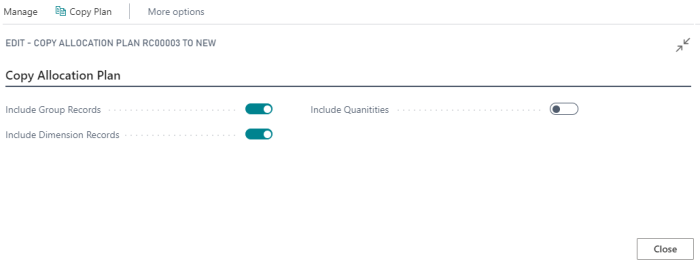 Manage Copy Plan More options
EDIT - COPY ALLOCATION PLAN RC00003 TO NEW
Copy Allocation Plan
Include Group Records Include Quanitities
Include Dimension Records
Close